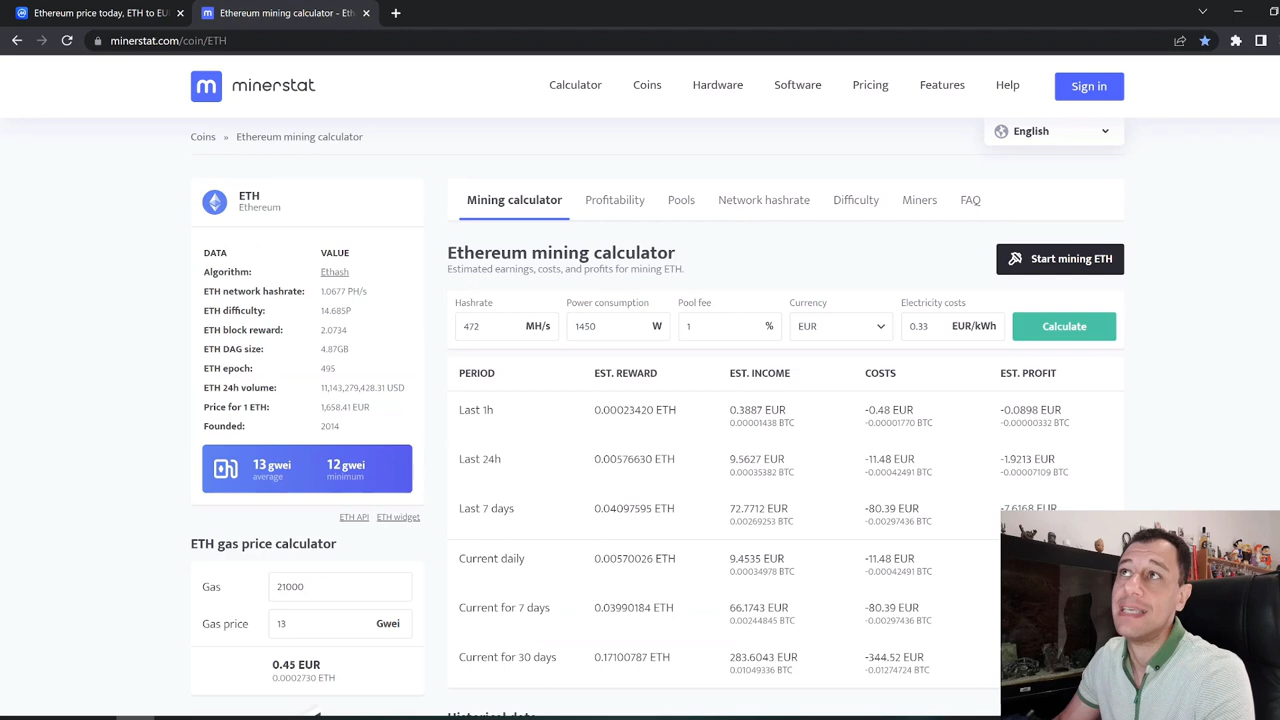 Ethereum price today, ETH to EU
Mining calculator - Eth
minerstat.com/coin/ETH
minerstat
Calculator Coins Hardware Software Pricing Features Help Sign in
Coins » Ethereum mining calculator
English
ETH
Ethereum
DATA VALUE
Algorithm: Ethash
ETH network hashrate: 1.0677 PH/s
ETH difficulty: 14.685P
ETH block reward: 2.0734
ETH DAG size: 4.87GB
ETH epoch: 495
ETH 24h volume: 11,143,279,428.31 USD
Price for 1 ETH: 1,658.41 EUR
Founded: 2014
13 gwei 12 gwei
average minimum
ETH API ETH widget
ETH gas price calculator
Gas 21000
Gas price 13 Gwei
0.45 EUR
0.0002730 ETH
Mining calculator Profitability Pools Network hashrate Difficulty Miners FAQ
Ethereum mining calculator
Estimated earnings, costs, and profits for mining ETH.
Start mining ETH
Hashrate Power consumption Pool fee Currency Electricity costs
472 MH/s 1450 W 1 % EUR 0.33 EUR/kWh Calculate
PERIOD EST. REWARD EST. INCOME COSTS EST. PROFIT
Last 1h 0.00023420 ETH 0.3887 EUR -0.48 EUR -0.0898 EUR
0.00001438 BTC -0.00001770 BTC -0.00000332 BTC
Last 24h 0.00576630 ETH 9.5627 EUR -11.48 EUR -1.9213 EUR
0.00035382 BTC -0.00042491 BTC -0.00007109 BTC
Last 7 days 0.04097595 ETH 72.7712 EUR -80.39 EUR -7.6168 EUR
0.00269253 BTC -0.00297436 BTC
Current daily 0.00570026 ETH 9.4535 EUR -11.48 EUR
0.00034978 BTC -0.00042491 BTC
Current for 7 days 0.03990184 ETH 66.1743 EUR -80.39 EUR
0.00244845 BTC -0.00297436 BTC
Current for 30 days 0.17100787 ETH 283.6043 EUR -344.52 EUR
0.01049336 BTC -0.01274724 BTC
Historical data